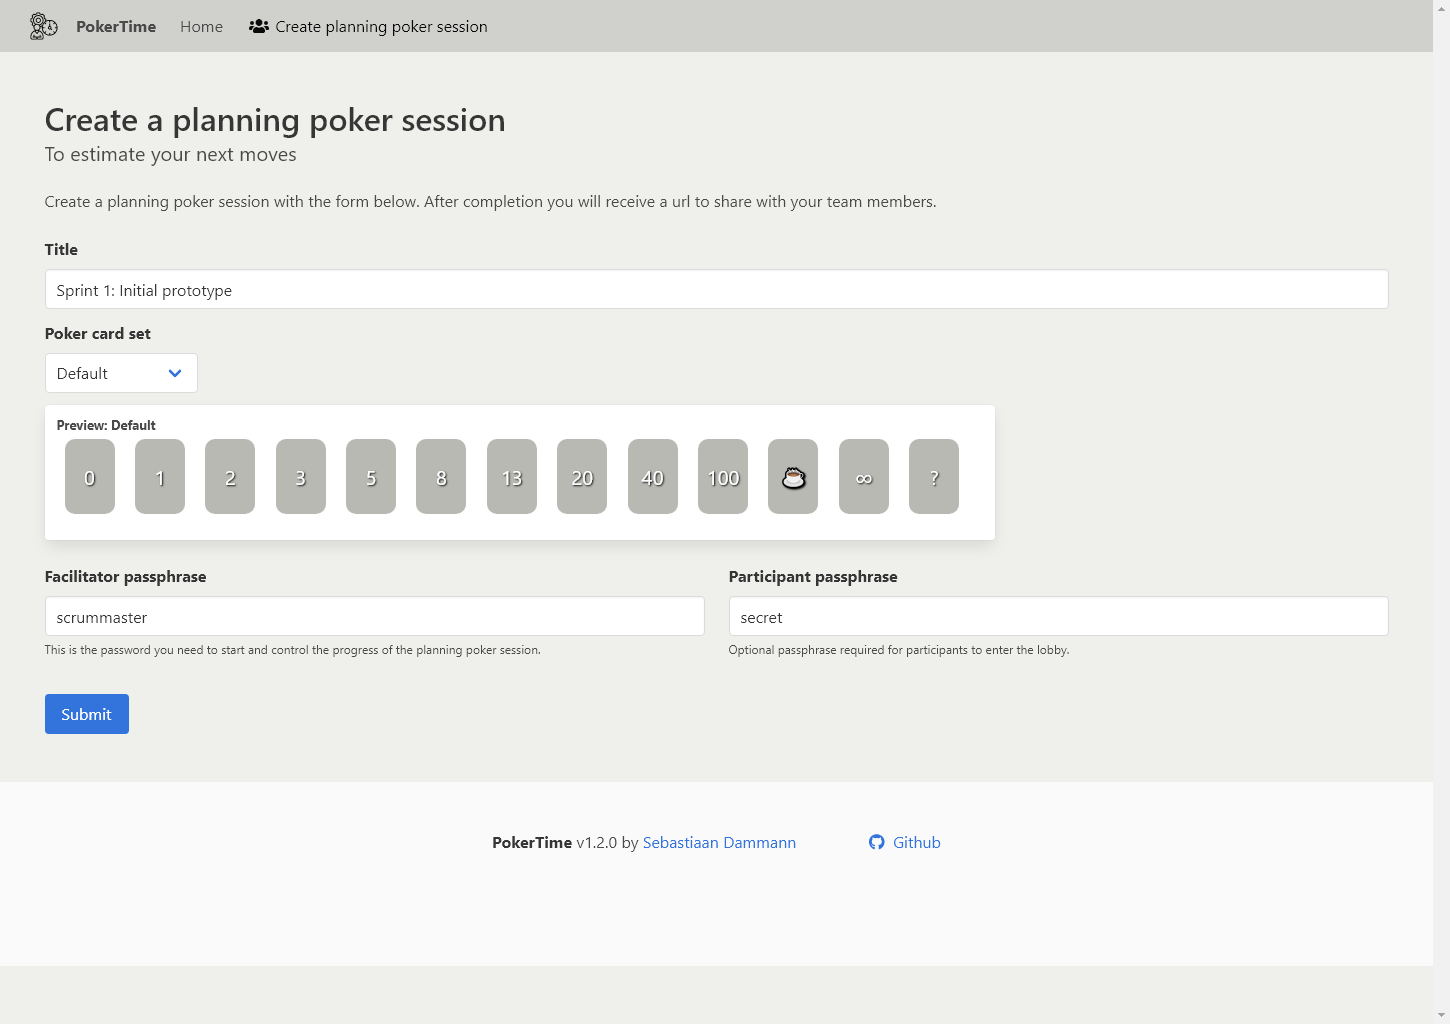 PokerTime Home Create planning poker session
Create a planning poker session
To estimate your next moves
Create a planning poker session with the form below. After completion you will receive a url to share with your team members.
Title
Sprint 1: Initial prototype
Poker card set
Default
Preview: Default
0 1 2 3 5 8 13 20 40 100 ∞ ?
Facilitator passphrase
scrummaster
This is the password you need to start and control the progress of the planning poker session.
Participant passphrase
secret
Optional passphrase required for participants to enter the lobby.
Submit
PokerTime v1.2.0 by Sebastiaan Dammann Github